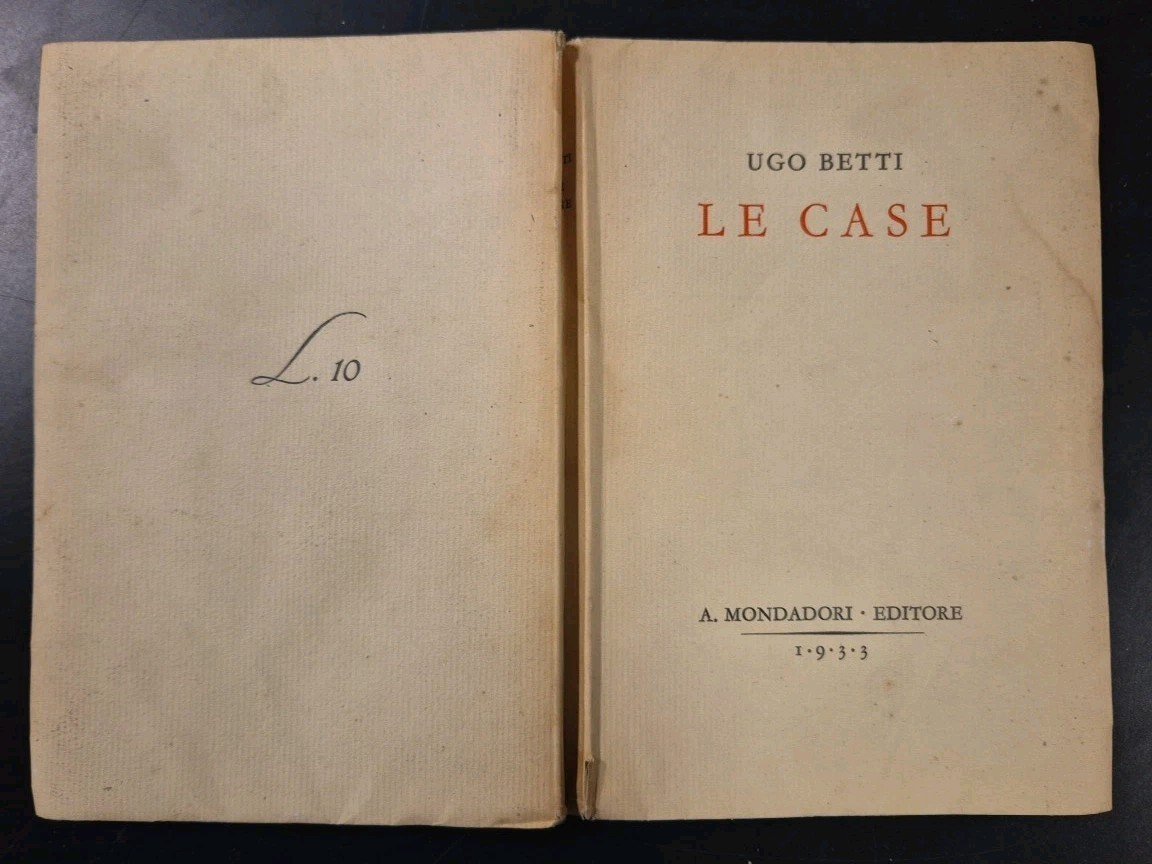 L. 10
UGO BETTI
LE CASE
A. MONDADORI · EDITORE
1·9·3·3